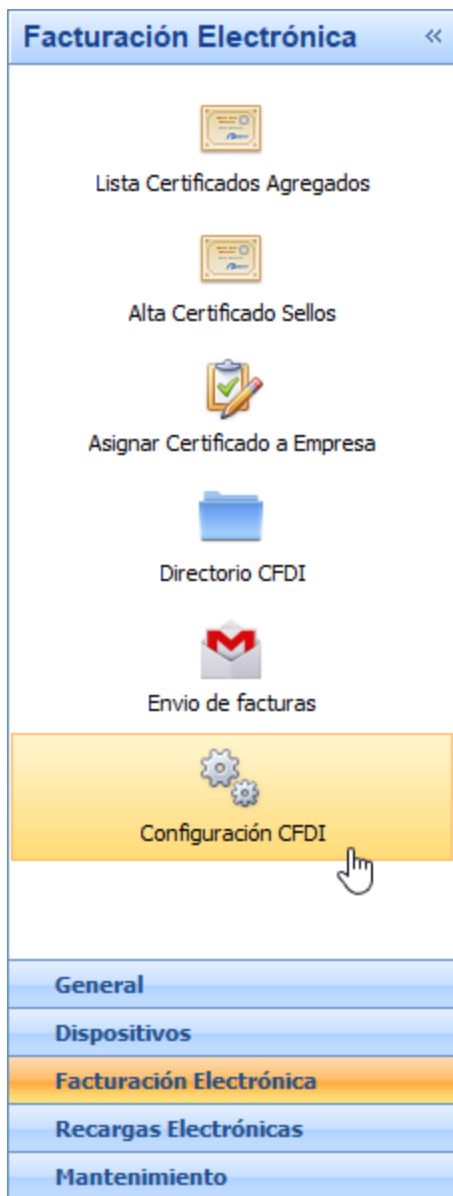 Facturación Electrónica «
Lista Certificados Agregados
Alta Certificado Sellos
Asignar Certificado a Empresa
Directorio CFDI
Envio de facturas
Configuración CFDI
General
Dispositivos
Facturación Electrónica
Recargas Electrónicas
Mantenimiento